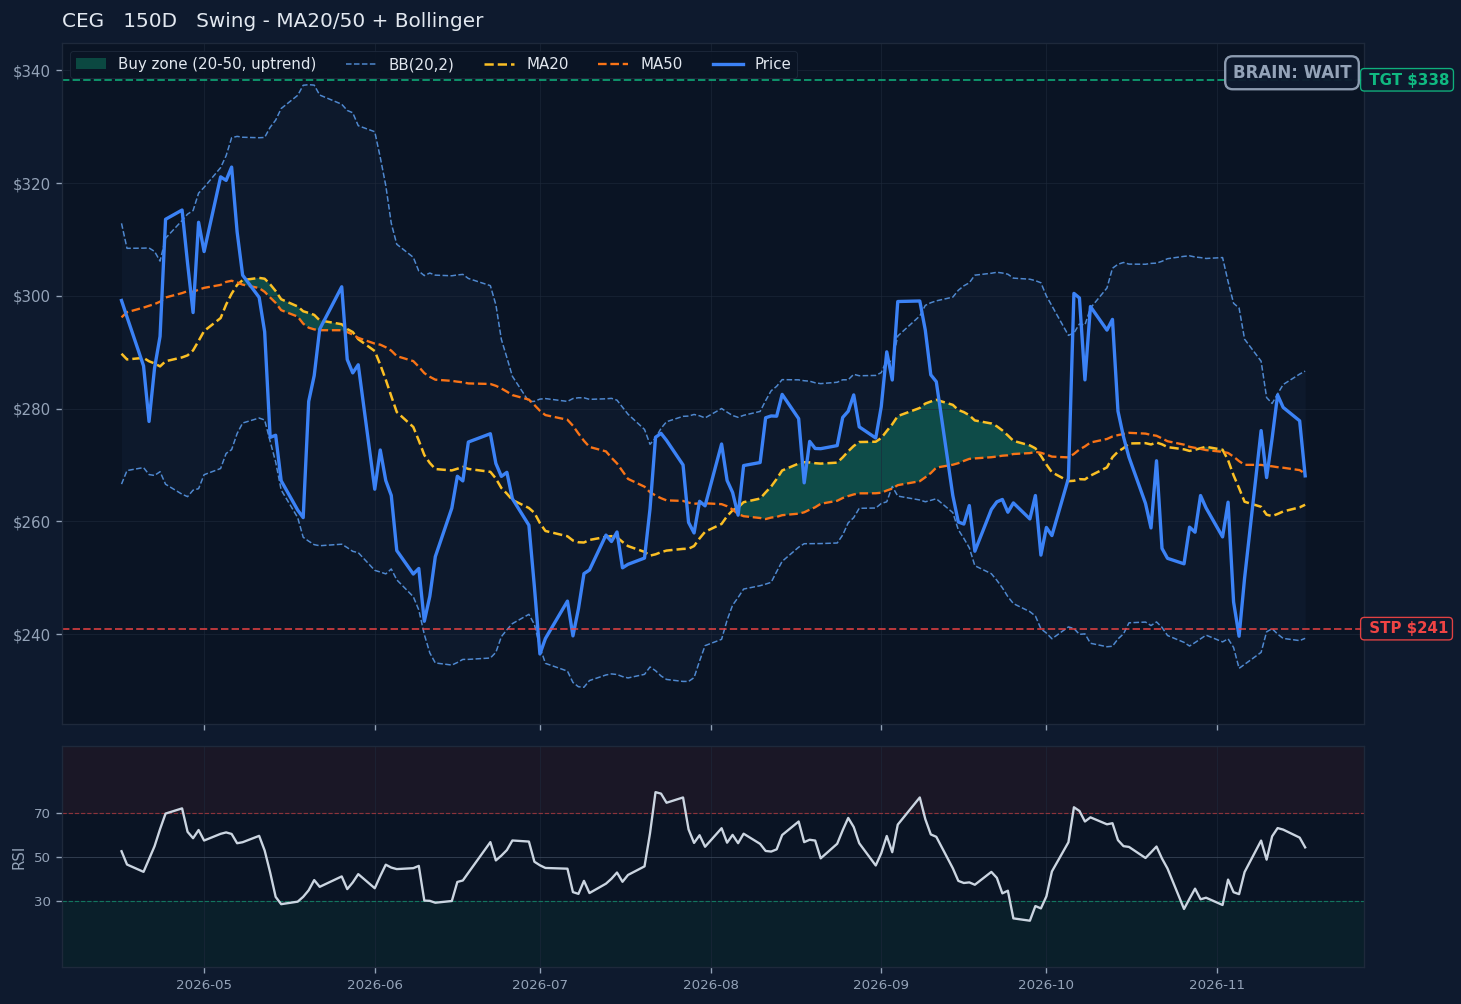 CEG 150D Swing - MA20/50 + Bollinger
Buy zone (20-50, uptrend) BB(20,2) MA20 MA50 Price
BRAIN: WAIT
TGT $338
$340
$320
$300
$280
$260
$240
STP $241
RSI
70
50
30
2026-05 2026-06 2026-07 2026-08 2026-09 2026-10 2026-11